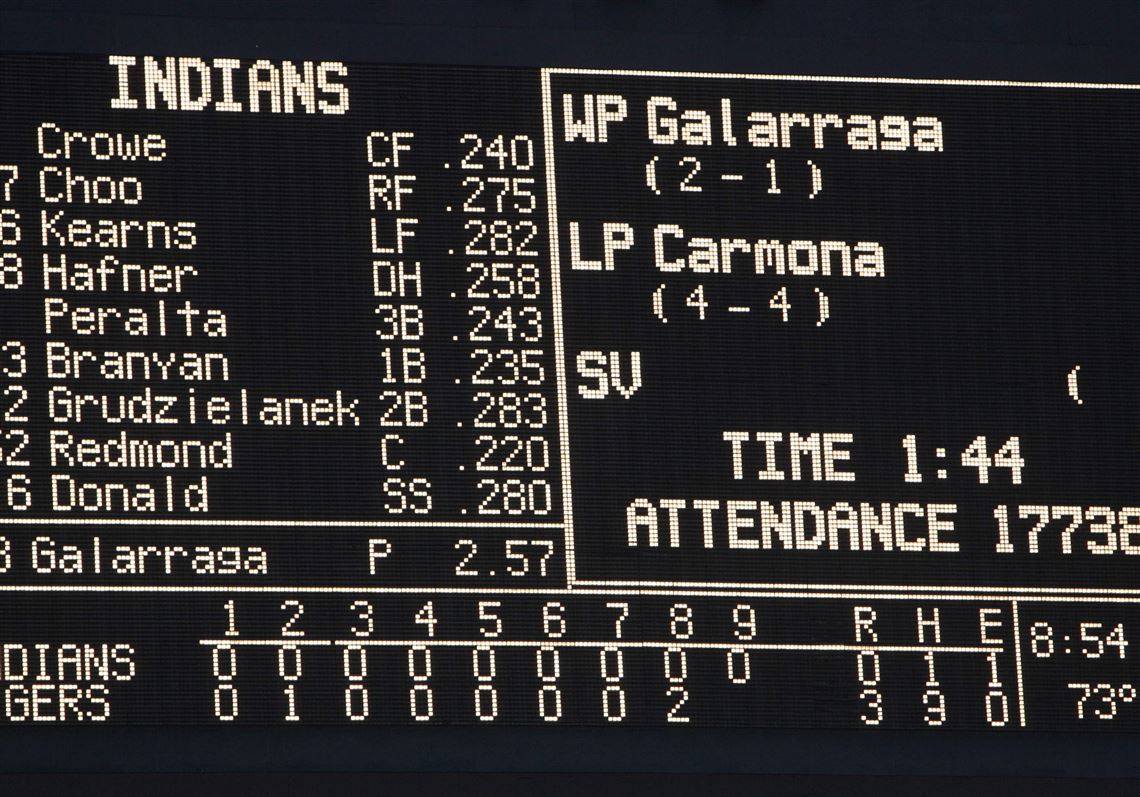 INDIANS
Crowe CF .240
7 Choo RF .275
6 Kearns LF .282
8 Hafner DH .258
Peralta 3B .243
3 Branyan 1B .235
2 Grudzielanek 2B .283
52 Redmond C .220
6 Donald SS .280
3 Galarraga P 2.57
WP Galarraga
(2-1)
LP Carmona
(4-4)
SV (
TIME 1:44
ATTENDANCE 17738
1 2 3 4 5 6 7 8 9 R H E
DIANS 0 0 0 0 0 0 0 0 0 0 1 1
GERS 0 1 0 0 0 0 0 2 3 9 0
8:54
73°